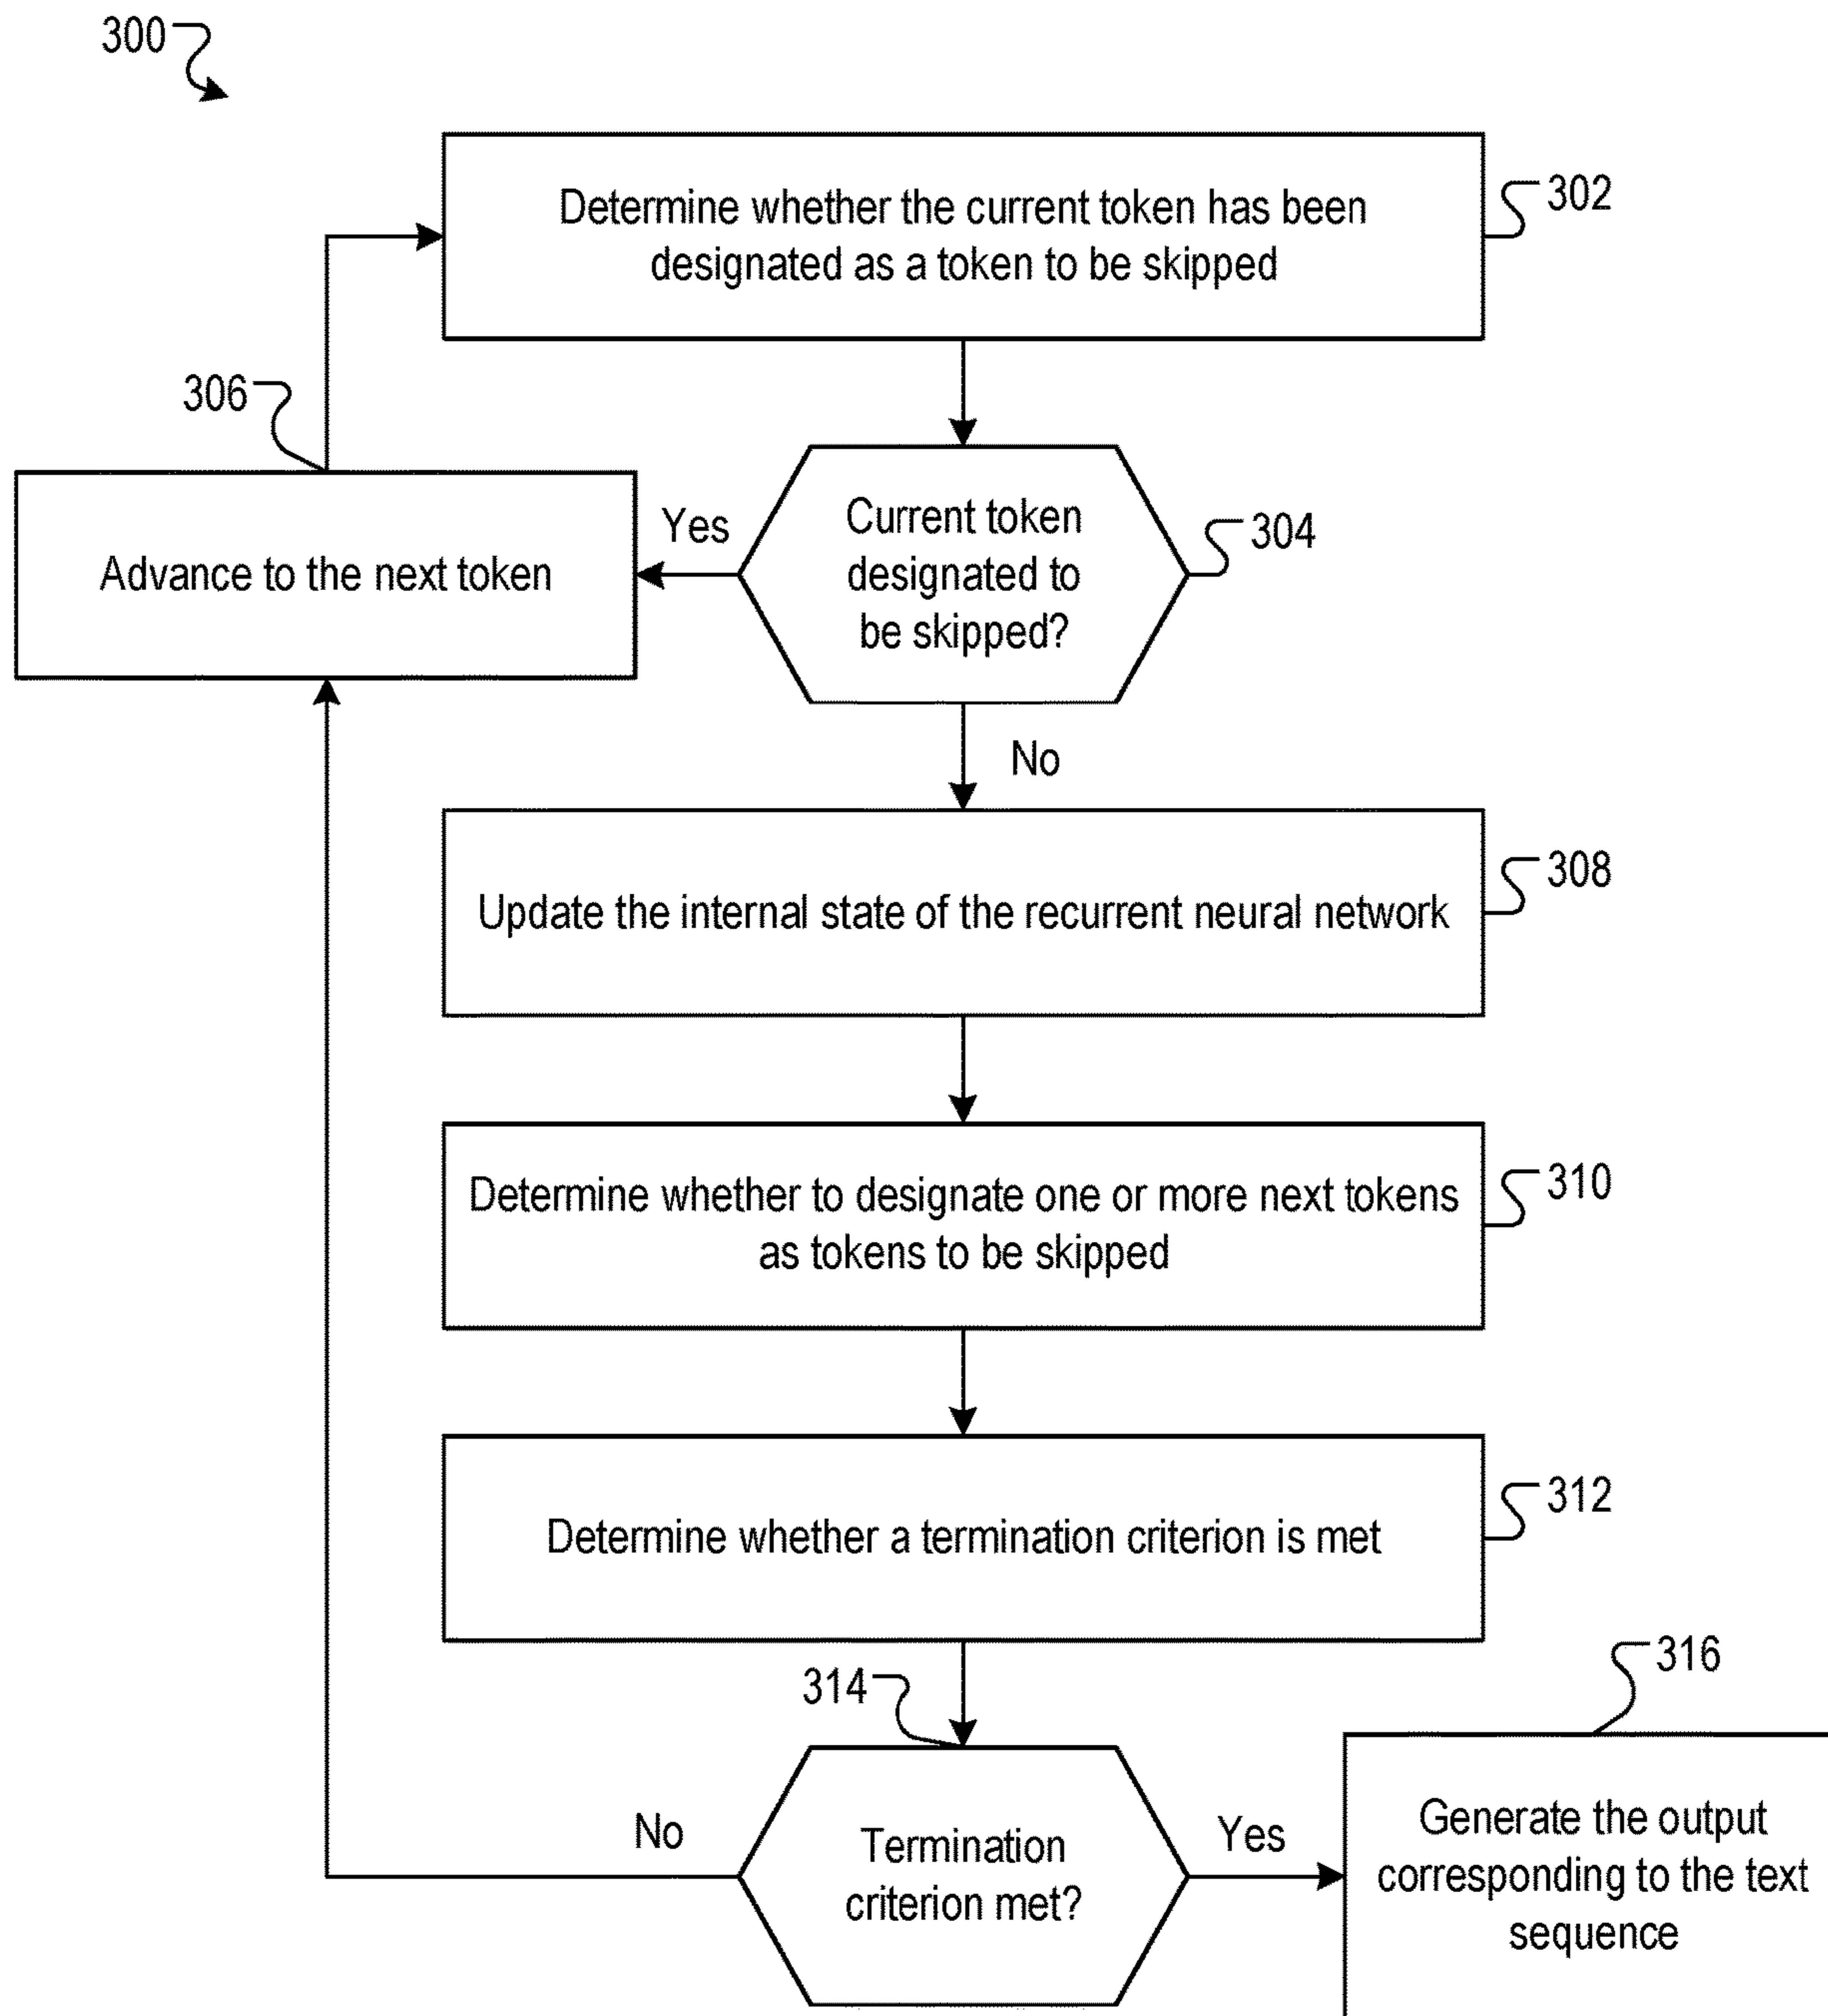 300
Determine whether the current token has been
designated as a token to be skipped
302
306
Advance to the next token
Yes
Current token
designated to
be skipped?
304
No
Update the internal state of the recurrent neural network
308
Determine whether to designate one or more next tokens
as tokens to be skipped
310
Determine whether a termination criterion is met
312
314
316
No
Termination
criterion met?
Yes
Generate the output
corresponding to the text
sequence